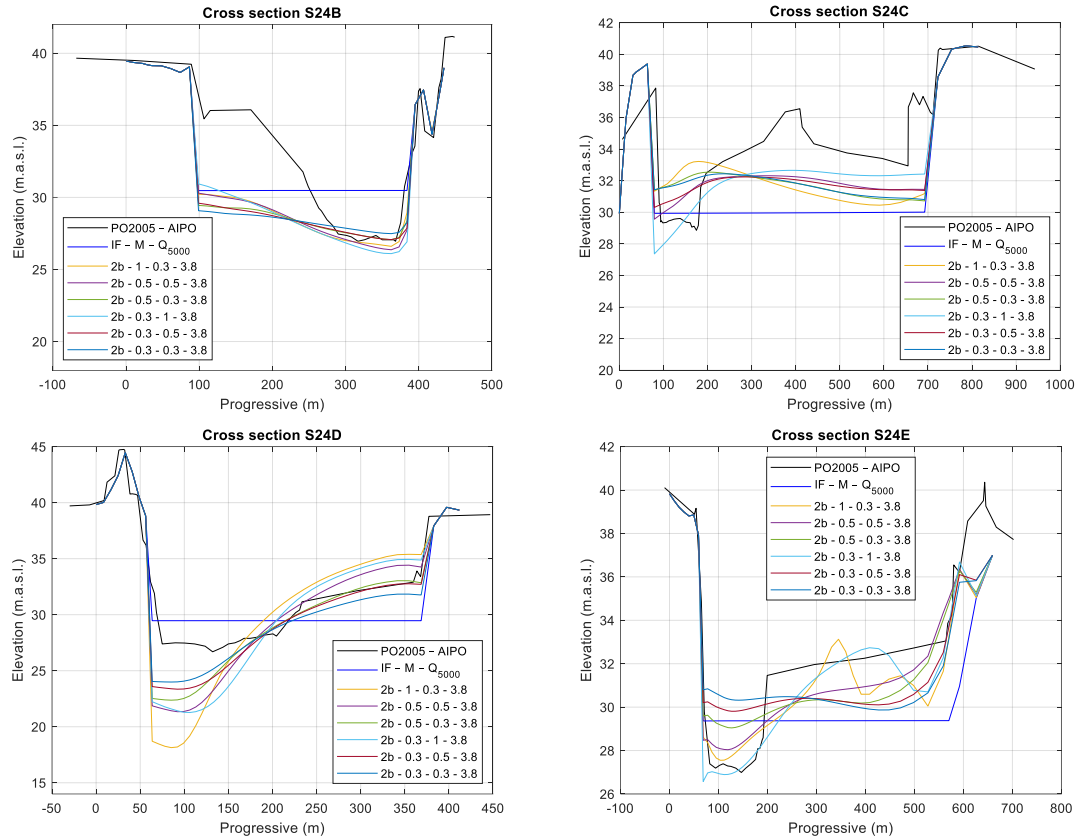 Cross section S24B
Elevation (m.a.s.l.)
40
35
30
25
20
PO2005 – AIPO
IF – M – Q5000
2b - 1 - 0.3 - 3.8
2b - 0.5 - 0.5 - 3.8
2b - 0.5 - 0.3 - 3.8
2b - 0.3 - 1 - 3.8
2b - 0.3 - 0.5 - 3.8
2b - 0.3 - 0.3 - 3.8
-100 0 100 200 300 400 500
Progressive (m)
Cross section S24C
Elevation (m.a.s.l.)
42
40
38
36
34
32
30
28
26
24
22
20
PO2005 – AIPO
IF – M – Q5000
2b - 1 - 0.3 - 3.8
2b - 0.5 - 0.5 - 3.8
2b - 0.5 - 0.3 - 3.8
2b - 0.3 - 1 - 3.8
2b - 0.3 - 0.5 - 3.8
2b - 0.3 - 0.3 - 3.8
0 100 200 300 400 500 600 700 800 900 1000
Progressive (m)
Cross section S24D
Elevation (m.a.s.l.)
45
40
35
30
25
20
15
PO2005 – AIPO
IF – M – Q5000
2b - 1 - 0.3 - 3.8
2b - 0.5 - 0.5 - 3.8
2b - 0.5 - 0.3 - 3.8
2b - 0.3 - 1 - 3.8
2b - 0.3 - 0.5 - 3.8
2b - 0.3 - 0.3 - 3.8
-50 0 50 100 150 200 250 300 350 400 450
Progressive (m)
Cross section S24E
Elevation (m.a.s.l.)
42
40
38
36
34
32
30
28
26
PO2005 – AIPO
IF – M – Q5000
2b - 1 - 0.3 - 3.8
2b - 0.5 - 0.5 - 3.8
2b - 0.5 - 0.3 - 3.8
2b - 0.3 - 1 - 3.8
2b - 0.3 - 0.5 - 3.8
2b - 0.3 - 0.3 - 3.8
-100 0 100 200 300 400 500 600 700 800
Progressive (m)